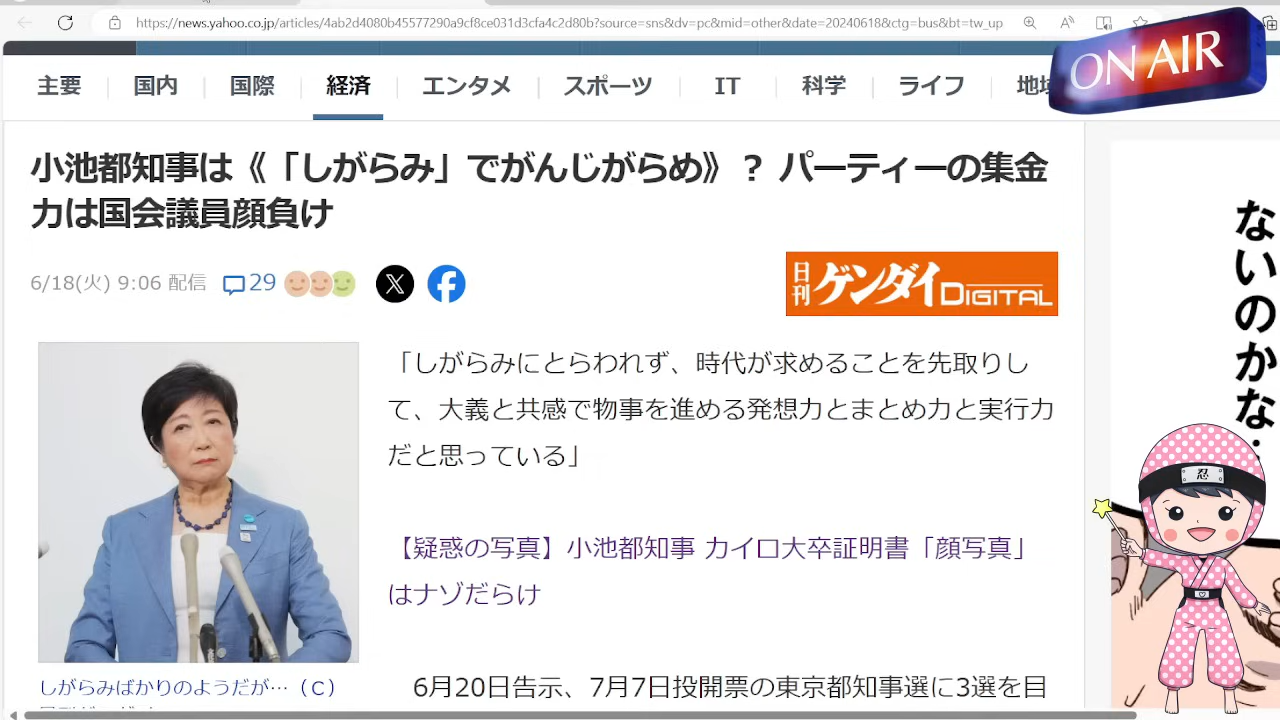 https://news.yahoo.co.jp/articles/4ab2d4080b45577290a9cf8ce031d3cfa4c2d80b?source=sns&dv=pc&mid=other&date=20240618&ctg=bus&bt=tw_up
ON AIR
主要 国内 国際 経済 エンタメ スポーツ IT 科学 ライフ 地域
小池都知事は《「しがらみ」でがんじがらめ》？ パーティーの集金
力は国会議員顔負け
6/18(火) 9:06 配信 29
日刊ゲンダイDIGITAL
「しがらみにとらわれず、時代が求めることを先取りし
て、大義と共感で物事を進める発想力とまとめ力と実行力
だと思っている」
【疑惑の写真】小池都知事 カイロ大卒証明書「顔写真」
はナゾだらけ
しがらみばかりのようだが…（C）
6月20日告示、7月7日投開票の東京都知事選に3選を目
ないのかな…
忍